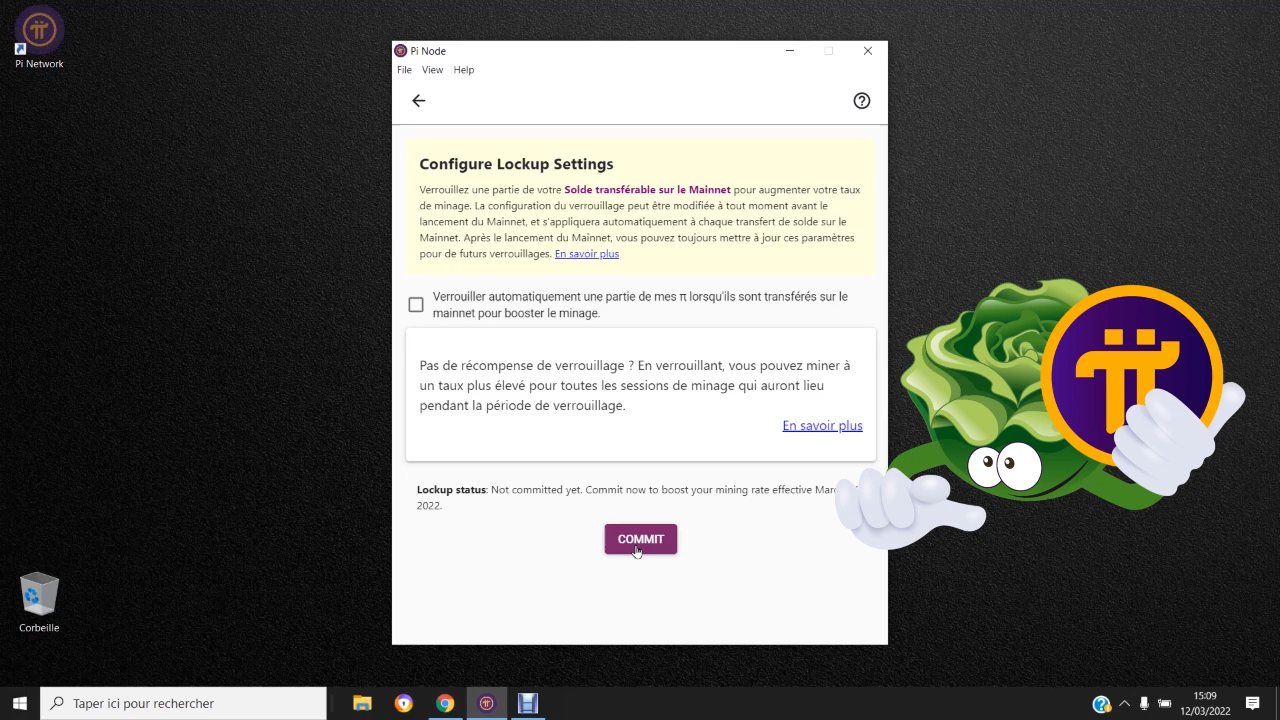 Pi Network
Pi Node
File View Help
Configure Lockup Settings
Verrouillez une partie de votre Solde transférable sur le Mainnet pour augmenter votre taux
de minage. La configuration du verrouillage peut être modifiée à tout moment avant le
lancement du Mainnet, et s'appliquera automatiquement à chaque transfert de solde sur le
Mainnet. Après le lancement du Mainnet, vous pouvez toujours mettre à jour ces paramètres
pour de futurs verrouillages. En savoir plus
Verrouiller automatiquement une partie de mes π lorsqu'ils sont transférés sur le
mainnet pour booster le minage.
Pas de récompense de verrouillage ? En verrouillant, vous pouvez miner à
un taux plus élevé pour toutes les sessions de minage qui auront lieu
pendant la période de verrouillage.
En savoir plus
Lockup status: Not committed yet. Commit now to boost your mining rate effective
2022.
COMMIT
Corbeille
Taper ici pour rechercher
15:09
12/03/2022